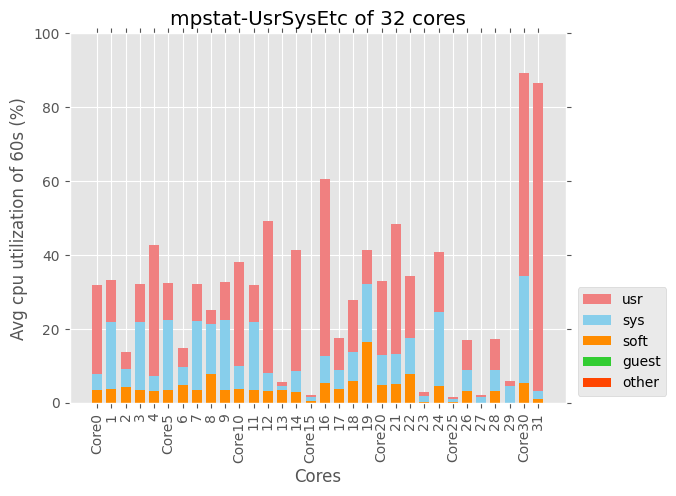 mpstat-UsrSysEtc of 32 cores
Avg cpu utilization of 60s (%)
100
80
60
40
20
0
Core0
1
2
3
4
Core5
6
7
8
9
Core10
11
12
13
14
Core15
16
17
18
19
Core20
21
22
23
24
Core25
26
27
28
29
Core30
31
Cores
usr
sys
soft
guest
other